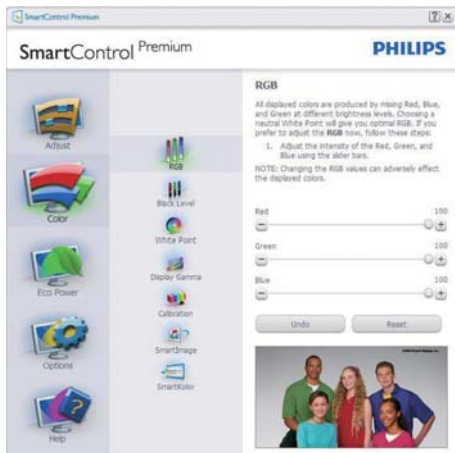 SmartControl Premium
SmartControl Premium
PHILIPS
Adjust
Color
Eco Power
Options
Help
RGB
Black Level
White Point
Display Gamma
Calibration
SmartImage
SmartKolor
RGB
All displayed colors are produced by mixing Red, Blue,
and Green at different brightness levels. Choosing a
neutral White Point will give you optimal RGB. If you
prefer to adjust the RGB now, follow these steps:
1. Adjust the intensity of the Red, Green, and
Blue using the slider bars.
NOTE: Changing the RGB values can adversely effect
the displayed colors.
Red 100
Green 100
Blue 100
Undo Reset